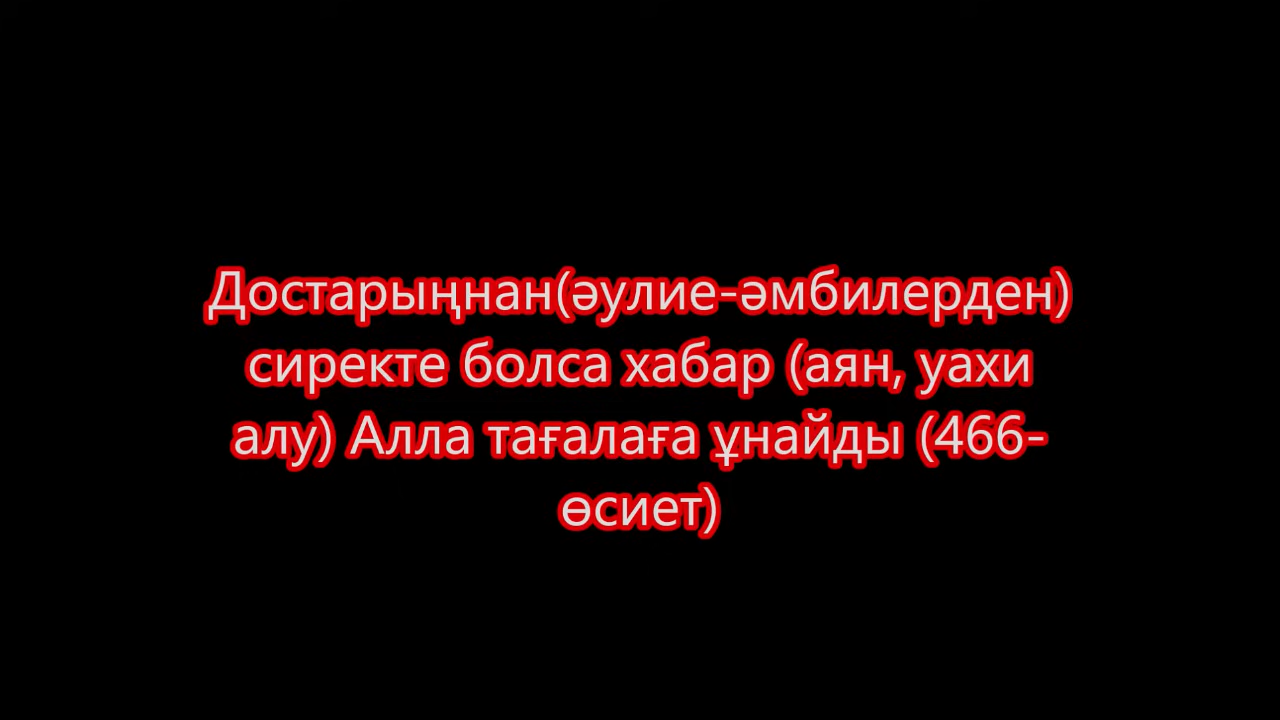 Достарыңнан(әулие-әмбилерден)
сиректе болса хабар (аян, уахи
алу) Алла тағалаға ұнайды (466-
өсиет)